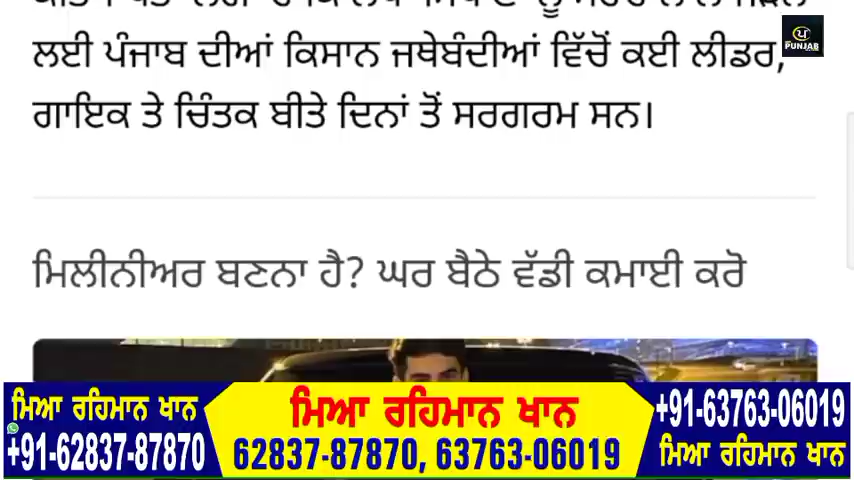 ਲਈ ਪੰਜਾਬ ਦੀਆਂ ਕਿਸਾਨ ਜਥੇਬੰਦੀਆਂ ਵਿੱਚੋਂ ਕਈ ਲੀਡਰ,
ਗਾਇਕ ਤੇ ਚਿੰਤਕ ਬੀਤੇ ਦਿਨਾਂ ਤੋਂ ਸਰਗਰਮ ਸਨ।
ਪ PUNJAB
ਮਿਲੀਨੀਅਰ ਬਣਨਾ ਹੈ? ਘਰ ਬੈਠੇ ਵੱਡੀ ਕਮਾਈ ਕਰੋ
ਮਿਆ ਰਹਿਮਾਨ ਖਾਨ
+91-62837-87870
ਮਿਆ ਰਹਿਮਾਨ ਖਾਨ
62837-87870, 63763-06019
+91-63763-06019
ਮਿਆ ਰਹਿਮਾਨ ਖਾਨ